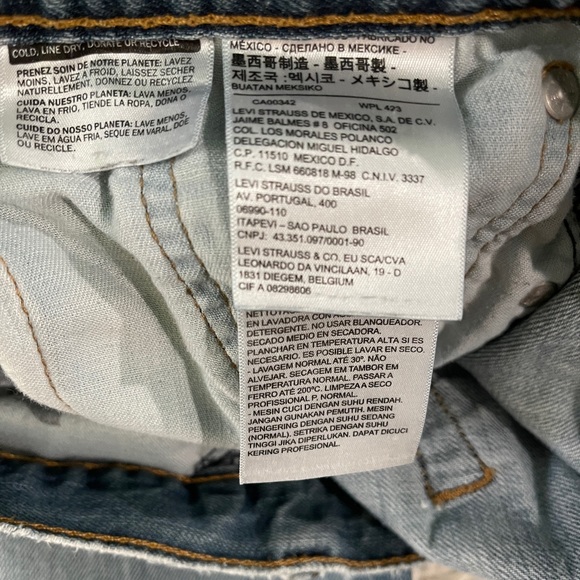 COLD, LINE DRY, DONATE OR RECYCLE.
PRENEZ SOIN DE NOTRE PLANETE: LAVEZ
MOINS, LAVEZ A FROID, LAISSEZ SECHER
NATURELLEMENT, DONNEZ OU RECYCLEZ.
CUIDA NUESTRO PLANETA: LAVA MENOS,
LAVA EN FRIO, TIENDE LA ROPA, DONA O
RECICLA.
CUIDE DO NOSSO PLANETA: LAVE MENOS,
LAVE EM ÁGUA FRIA, SEQUE EM VARAL, DOE
OU RECICLE.
FABRICADO NO
MÉXICO - СДЕЛАНО В МЕКСИКЕ -
墨西哥制造 - 墨西哥製 -
제조국 :멕시코 - メキシコ製 -
BUATAN MEKSIKO
CA00342 WPL 423
LEVI STRAUSS DE MEXICO, S.A. DE C.V.
JAIME BALMES # 8 OFICINA 502
COL. LOS MORALES POLANCO
DELEGACION MIGUEL HIDALGO
C.P. 11510 MEXICO D.F.
R.F.C. LSM 660818 M-98 C.N.I.V. 3337
LEVI STRAUSS DO BRASIL
AV. PORTUGAL, 400
06990-110
ITAPEVI – SAO PAULO BRASIL
CNPJ: 43.351.097/0001-90
LEVI STRAUSS & CO. EU SCA/CVA
LEONARDO DA VINCILAAN, 19 - D
1831 DIEGEM, BELGIUM
CIF A 08298606
EN LAVADORA CON
DETERGENTE. NO USAR BLANQUEADOR.
SECADO MEDIO EN SECADORA.
PLANCHAR EN TEMPERATURA ALTA SI ES
NECESARIO. ES POSIBLE LAVAR EN SECO.
- LAVAGEM NORMAL ATÉ 30º. NÃO
ALVEJAR. SECAGEM EM TAMBOR EM
TEMPERATURA NORMAL. PASSAR A
FERRO ATÉ 200ºC. LIMPEZA A SECO
PROFISSIONAL P, NORMAL.
- MESIN CUCI DENGAN SUHU RENDAH.
JANGAN GUNAKAN PEMUTIH. MESIN
PENGERING DENGAN SUHU SEDANG
(NORMAL). SETRIKA DENGAN SUHU
TINGGI JIKA DIPERLUKAN. DAPAT DICUCI
KERING PROFESSIONAL